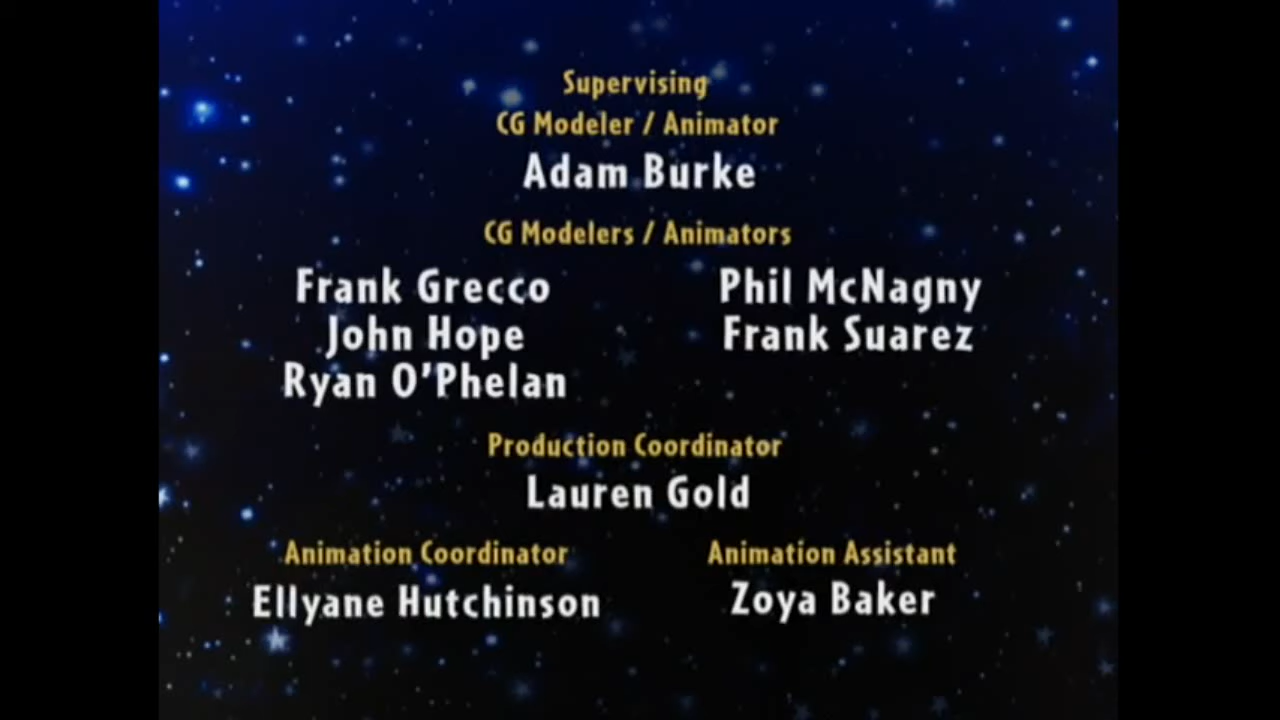 Supervising
CG Modeler / Animator
Adam Burke
CG Modelers / Animators
Frank Grecco
John Hope
Ryan O'Phelan
Phil McNagny
Frank Suarez
Production Coordinator
Lauren Gold
Animation Coordinator
Ellyane Hutchinson
Animation Assistant
Zoya Baker